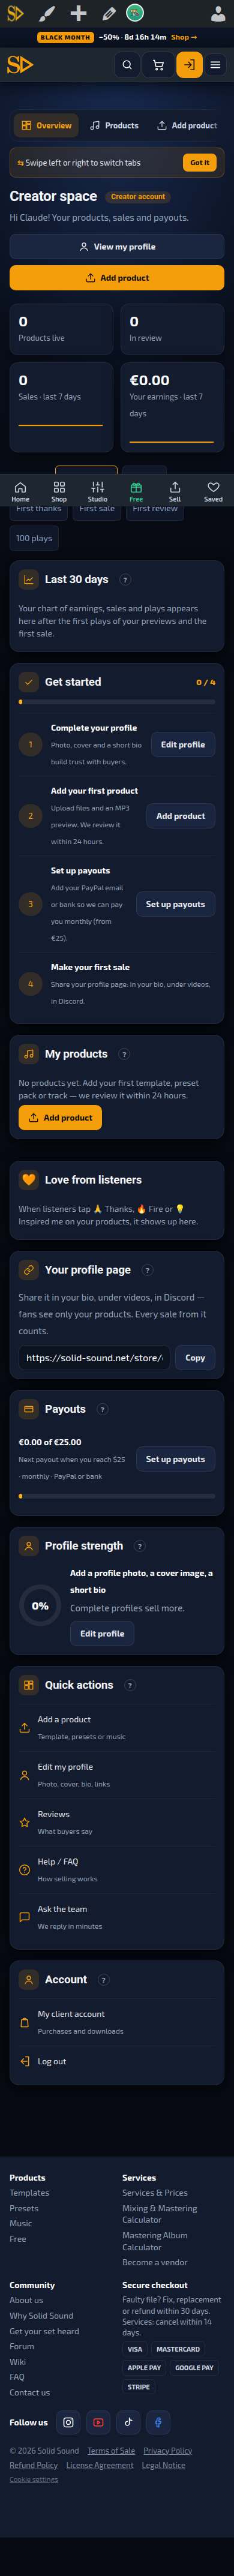 BLACK MONTH −50% · 8d 16h 14m Shop →
Overview Products Add product
⇆ Swipe left or right to switch tabs Got it
Creator space Creator account
Hi Claude! Your products, sales and payouts.
View my profile
Add product
0 0
Products live In review
0 €0.00
Sales · last 7 days Your earnings · last 7
days
Home Shop Studio Free Sell Saved
First thanks First sale First review
100 plays
Last 30 days ?
Your chart of earnings, sales and plays appears
here after the first plays of your previews and the
first sale.
Get started 0 / 4
1 Complete your profile
Photo, cover and a short bio
build trust with buyers.
Edit profile
2 Add your first product
Upload files and an MP3
preview. We review it
within 24 hours.
Add product
3 Set up payouts
Add your PayPal email
or bank so we can pay
you monthly (from
€25).
Set up payouts
4 Make your first sale
Share your profile page: in your bio, under videos,
in Discord.
My products ?
No products yet. Add your first template, preset
pack or track — we review it within 24 hours.
Add product
Love from listeners
When listeners tap 🙏 Thanks, 🔥 Fire or 💡
Inspired me on your products, it shows up here.
Your profile page ?
Share it in your bio, under videos, in Discord —
fans see only your products. Every sale from it
counts.
https://solid-sound.net/store/ Copy
Payouts ?
€0.00 of €25.00
Next payout when you reach $25
· monthly · PayPal or bank
Set up payouts
Profile strength ?
0%
Add a profile photo, a cover image, a
short bio
Complete profiles sell more.
Edit profile
Quick actions ?
Add a product
Template, presets or music
Edit my profile
Photo, cover, bio, links
Reviews
What buyers say
Help / FAQ
How selling works
Ask the team
We reply in minutes
Account ?
My client account
Purchases and downloads
Log out
Products
Templates
Presets
Music
Free
Services
Services & Prices
Mixing & Mastering
Calculator
Mastering Album
Calculator
Become a vendor
Community
About us
Why Solid Sound
Get your set heard
Forum
Wiki
FAQ
Contact us
Secure checkout
Faulty file? Fix, replacement
or refund within 30 days.
Services: cancel within 14
days.
VISA MASTERCARD
APPLE PAY GOOGLE PAY
STRIPE
Follow us
© 2026 Solid Sound Terms of Sale Privacy Policy
Refund Policy License Agreement Legal Notice
Cookie settings